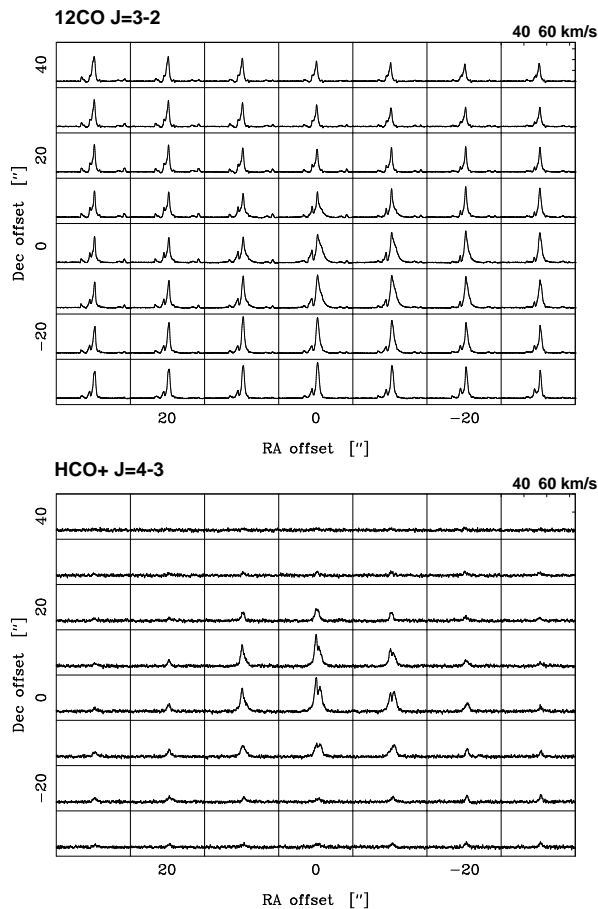 12CO J=3-2
40 60 km/s
40
20
0
−20
Dec offset [″]
20 0 −20
RA offset [″]
HCO+ J=4-3
40 60 km/s
40
20
0
−20
Dec offset [″]
20 0 −20
RA offset [″]